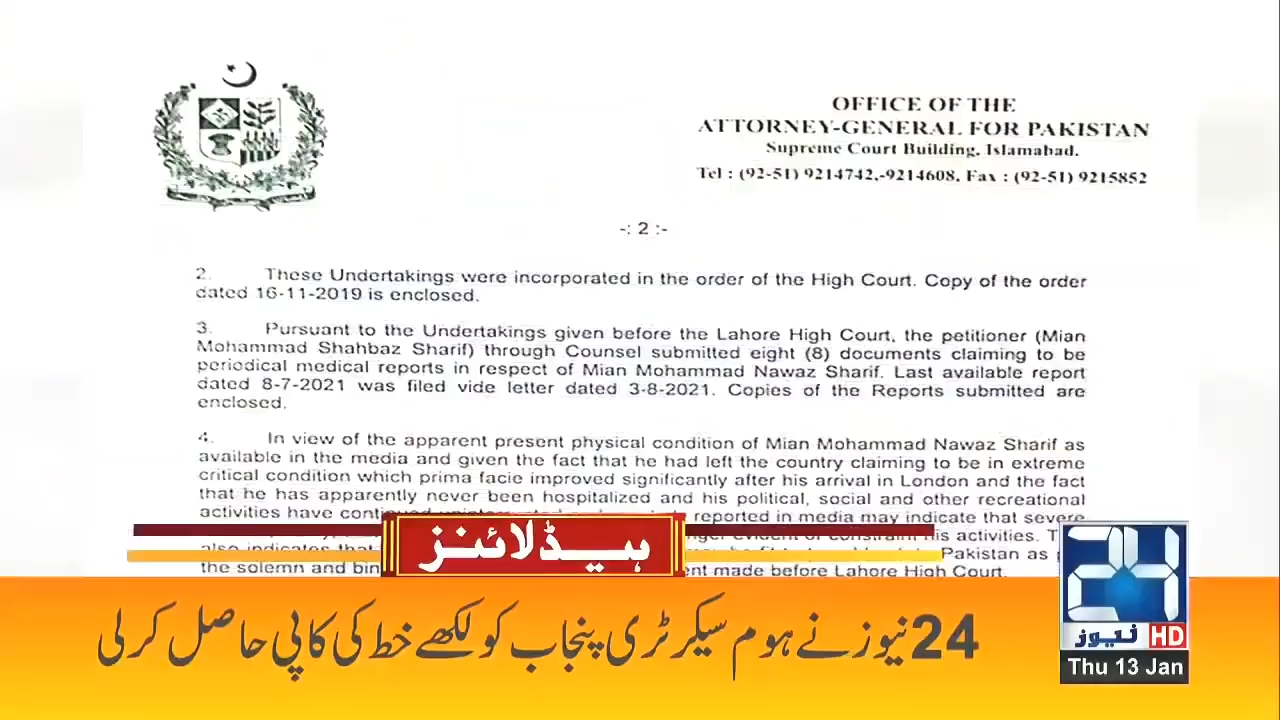 OFFICE OF THE
ATTORNEY-GENERAL FOR PAKISTAN
Supreme Court Building, Islamabad.
Tel : (92-51) 9214742,-9214608, Fax : (92-51) 9215852
-: 2 :-
2. These Undertakings were incorporated in the order of the High Court. Copy of the order
dated 16-11-2019 is enclosed.
3. Pursuant to the Undertakings given before the Lahore High Court, the petitioner (Mian
Mohammad Shahbaz Sharif) through Counsel submitted eight (8) documents claiming to be
periodical medical reports in respect of Mian Mohammad Nawaz Sharif. Last available report
dated 8-7-2021 was filed vide letter dated 3-8-2021. Copies of the Reports submitted are
enclosed.
4. In view of the apparent present physical condition of Mian Mohammad Nawaz Sharif as
available in the media and given the fact that he had left the country claiming to be in extreme
critical condition which prima facie improved significantly after his arrival in London and the fact
that he has apparently never been hospitalized and his political, social and other recreational
activities have reported in media may indicate that severe
his activities.
also indicates Pakistan as
the solemn and made before Lahore High Court.
ہیڈلائنز
24 نیوز نے ہوم سیکرٹری پنجاب کو لکھے خط کی کاپی حاصل کرلی
24
نیوز HD
Thu 13 Jan